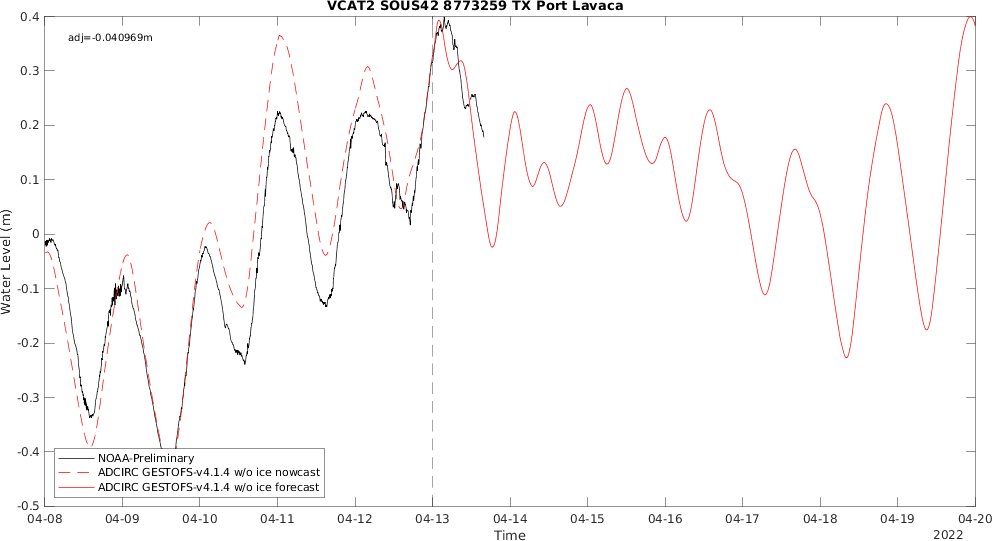 VCAT2 SOUS42 8773259 TX Port Lavaca
adj=-0.040969m
0.4
0.3
0.2
0.1
0
-0.1
-0.2
-0.3
-0.4
-0.5
Water Level (m)
NOAA-Preliminary
ADCIRC GESTOFS-v4.1.4 w/o ice nowcast
ADCIRC GESTOFS-v4.1.4 w/o ice forecast
04-08 04-09 04-10 04-11 04-12 04-13 04-14 04-15 04-16 04-17 04-18 04-19 04-20
Time
2022